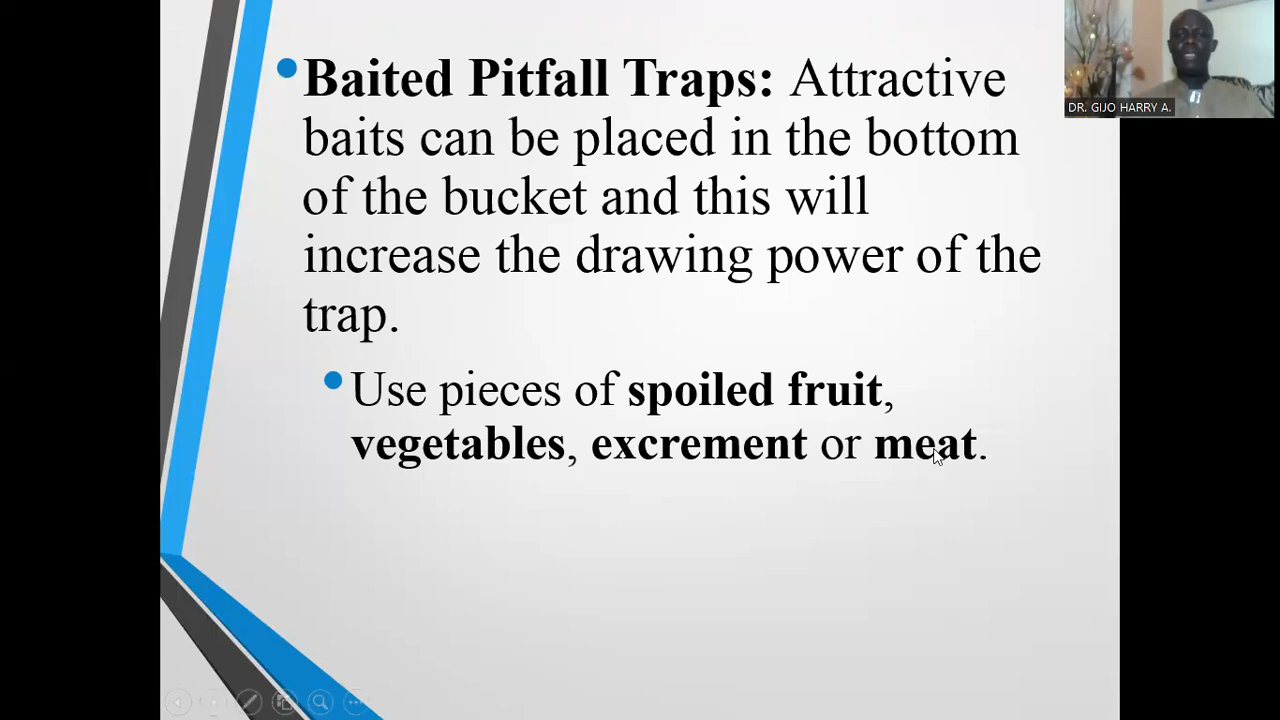 Baited Pitfall Traps: Attractive
baits can be placed in the bottom
of the bucket and this will
increase the drawing power of the
trap.
Use pieces of spoiled fruit,
vegetables, excrement or meat.
DR. GIJO HARRY A.